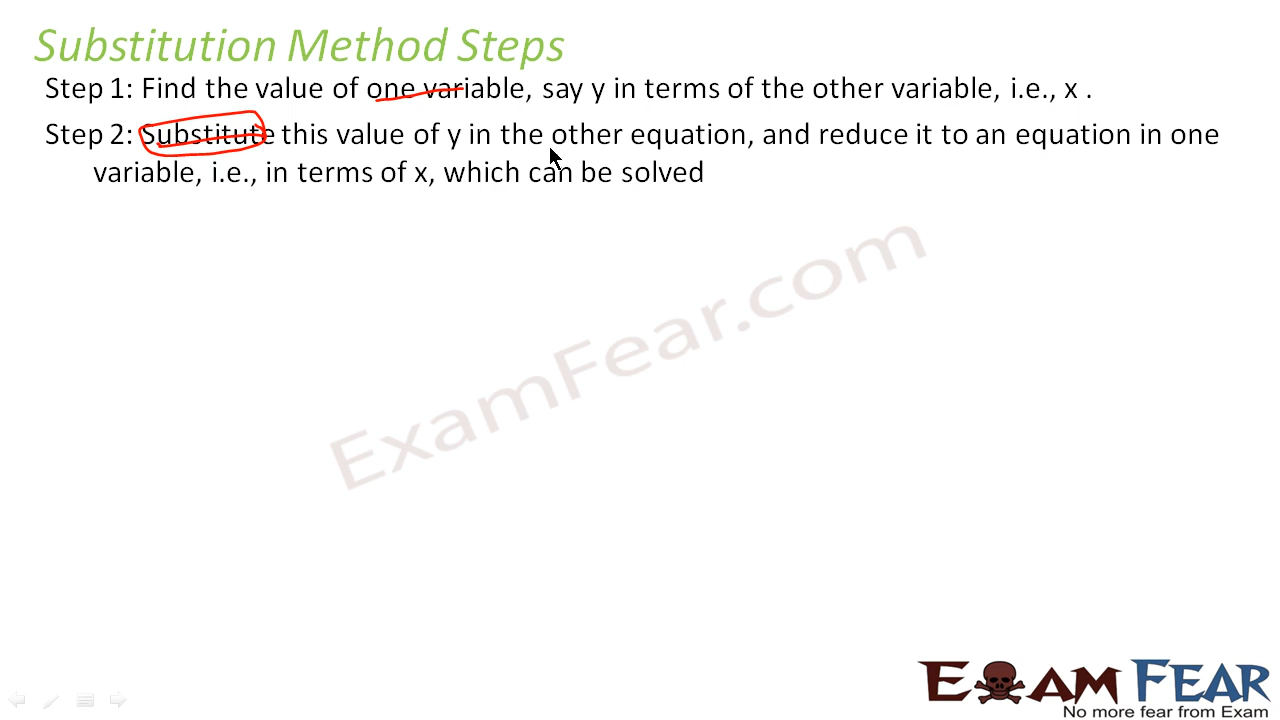 Substitution Method Steps
Step 1: Find the value of one variable, say y in terms of the other variable, i.e., x .
Step 2: Substitute this value of y in the other equation, and reduce it to an equation in one
variable, i.e., in terms of x, which can be solved
ExamFear.com
EXAM FEAR
No more fear from Exam